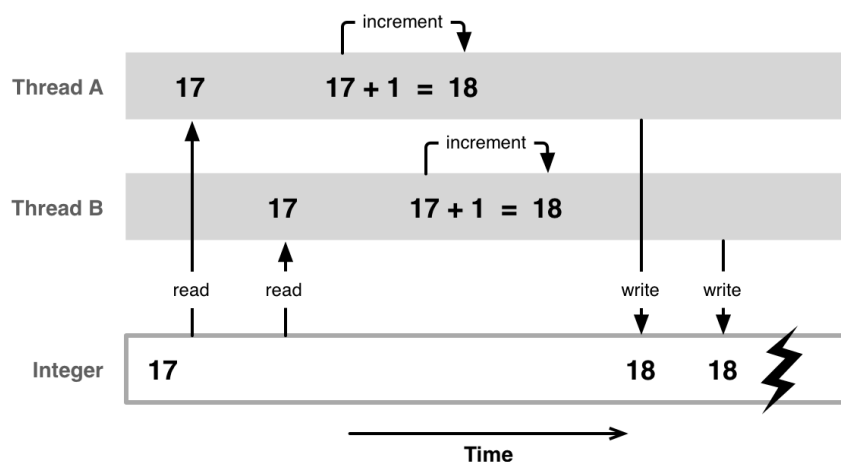 increment
Thread A 17 17 + 1 = 18
increment
Thread B 17 17 + 1 = 18
read read write write
Integer 17 18 18
Time